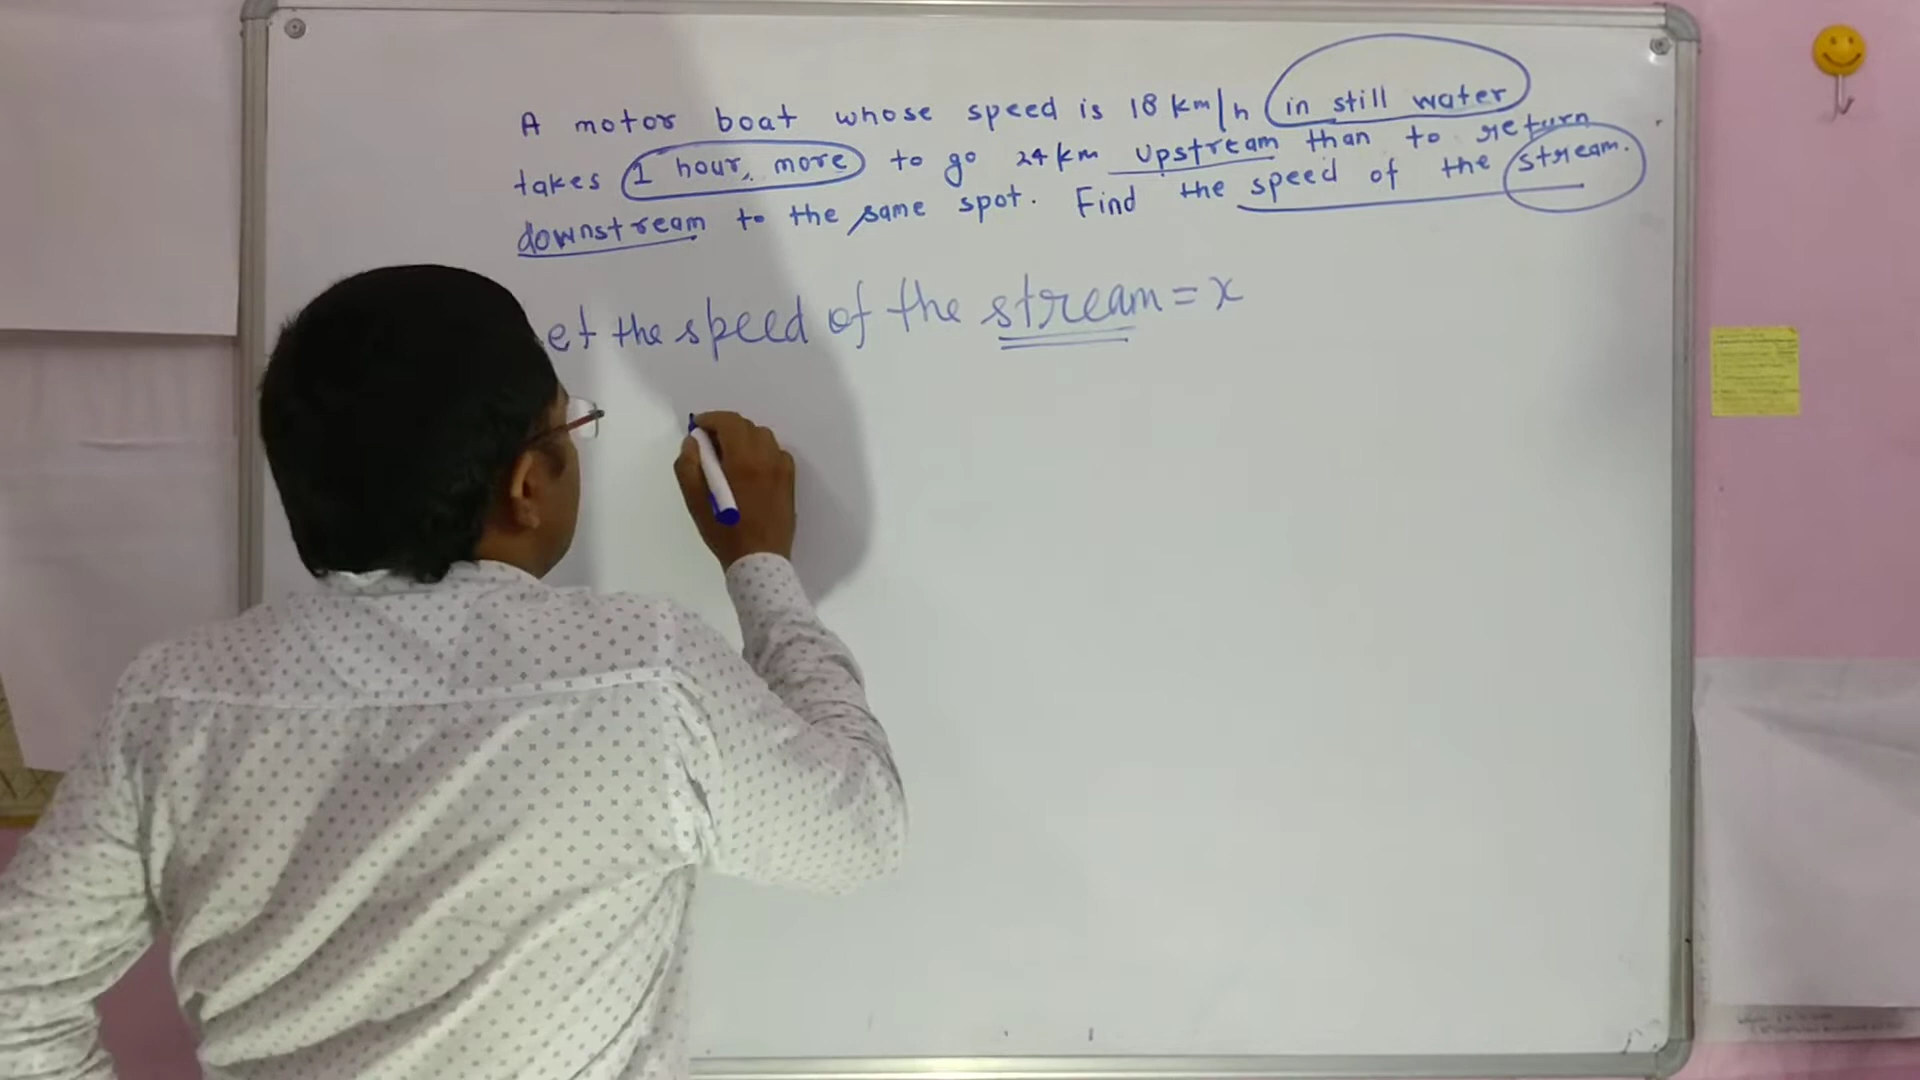 A motor boat whose speed is 18 km/h in still water
takes 1 hour, more to go 24 km upstream than to return
downstream to the same spot. Find the speed of the stream.
et the speed of the stream = x